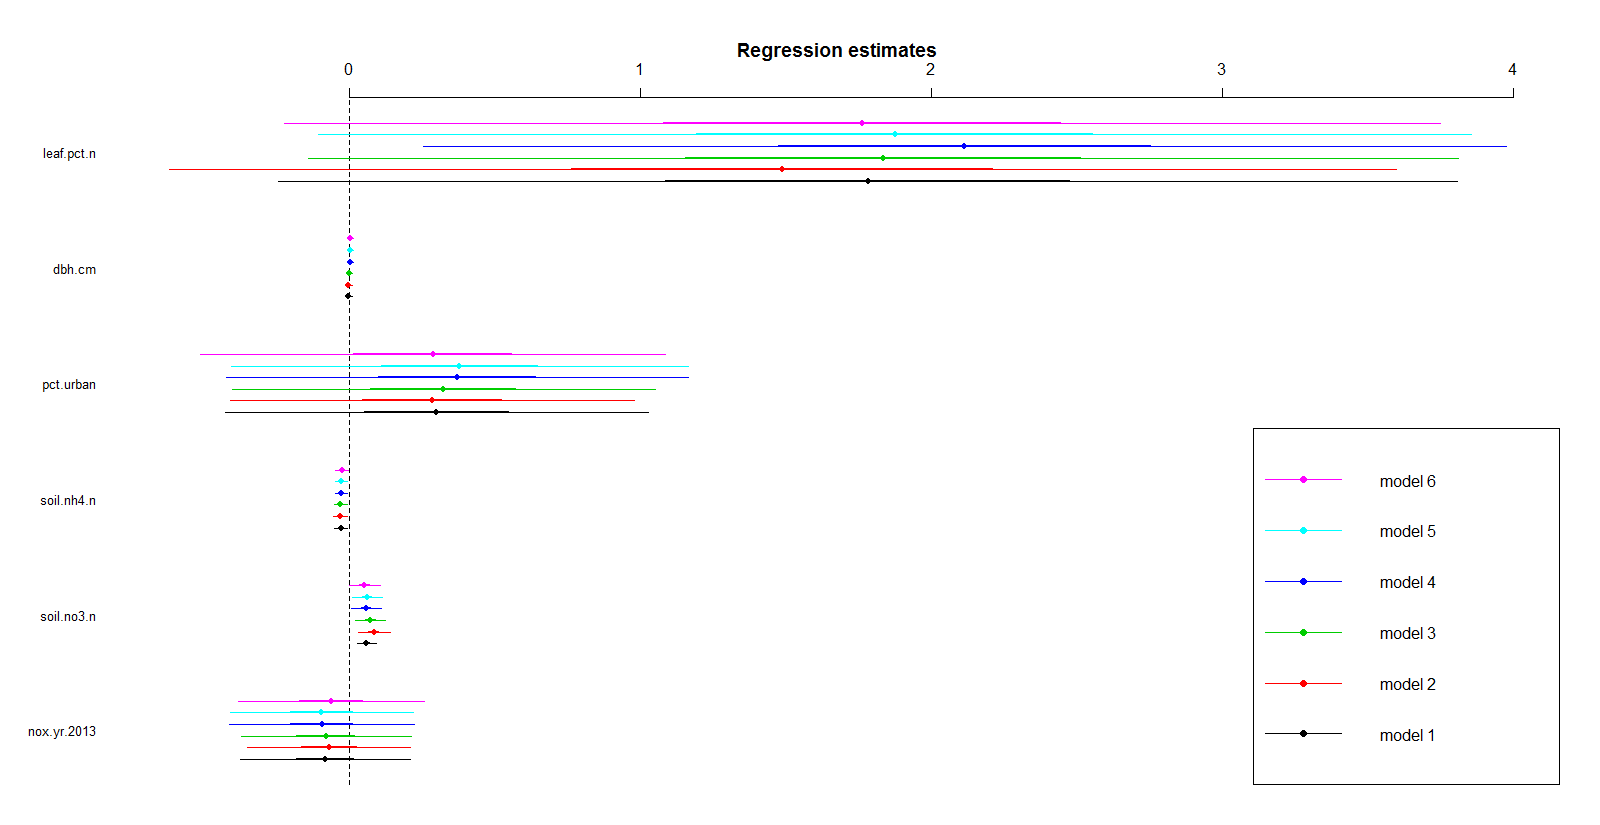 Regression estimates
0 1 2 3 4
leaf.pct.n
dbh.cm
pct.urban
soil.nh4.n
soil.no3.n
nox.yr.2013
model 6
model 5
model 4
model 3
model 2
model 1